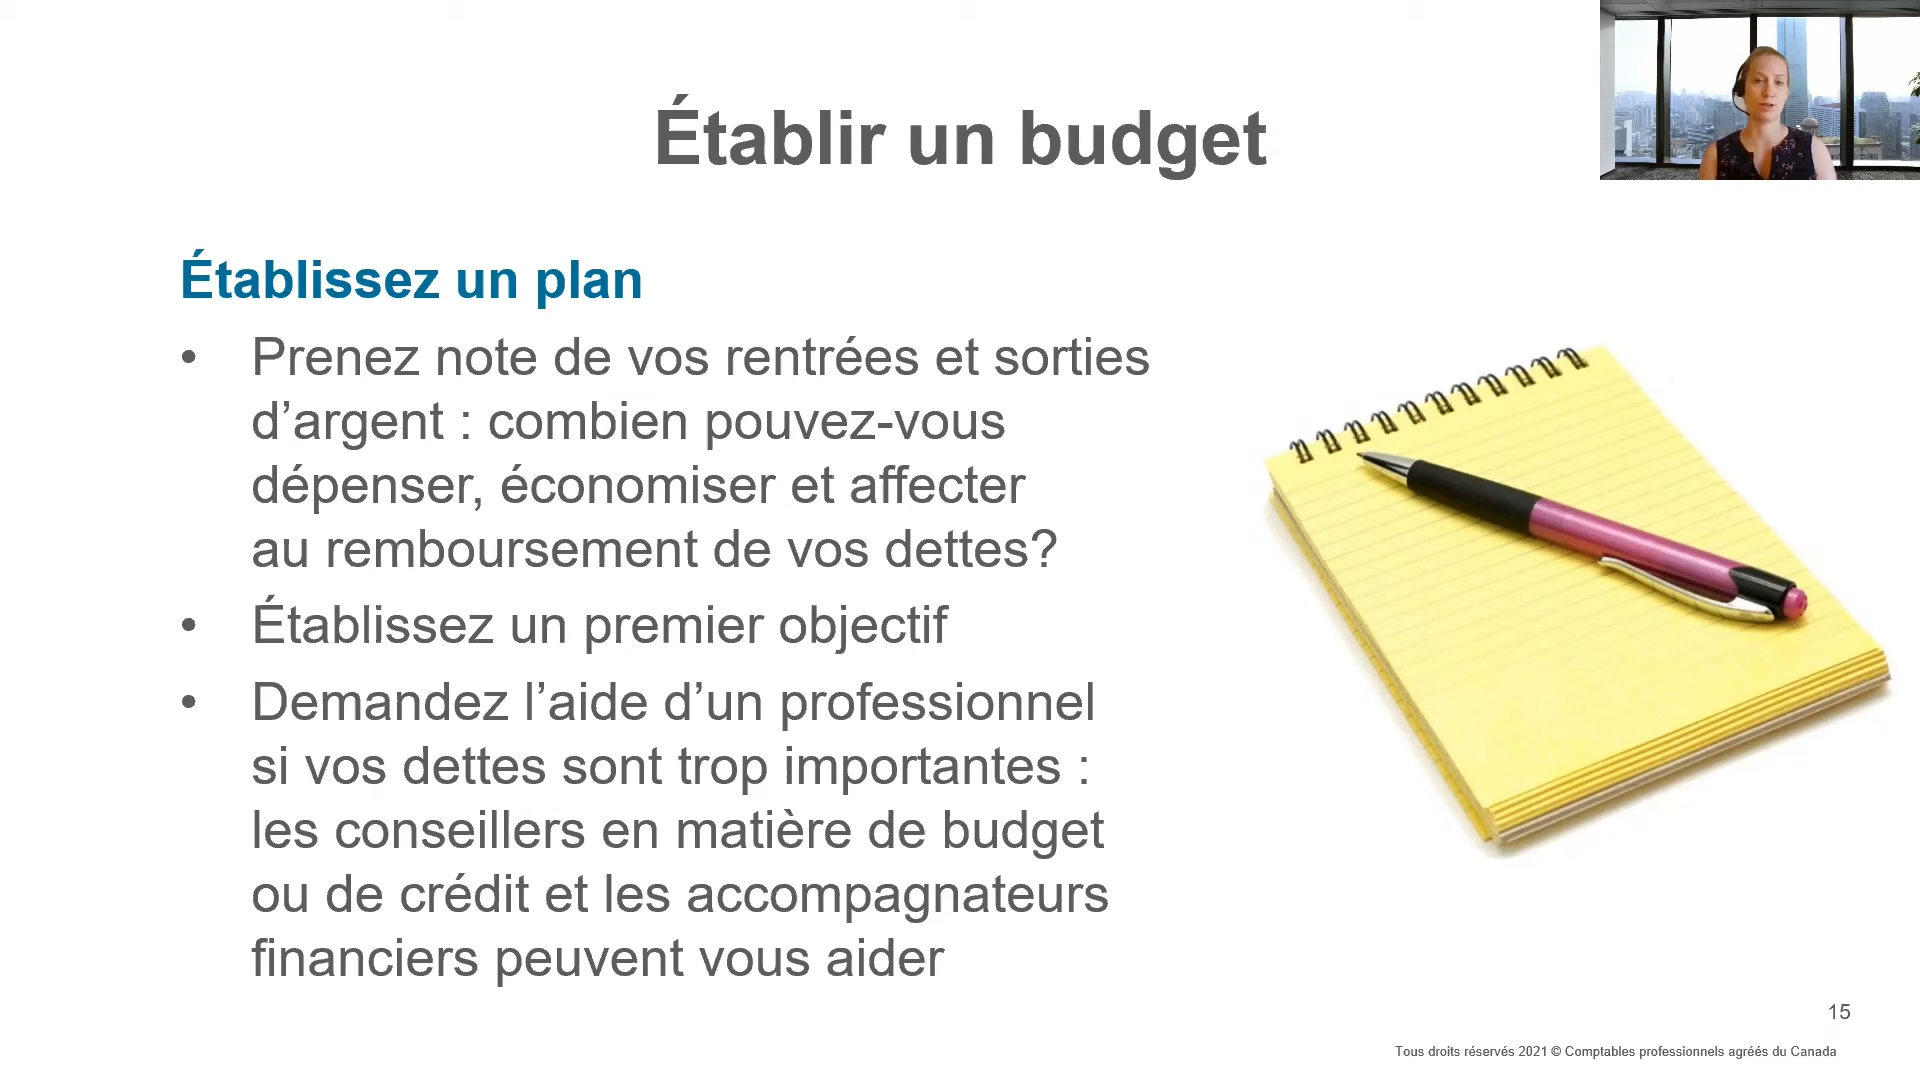 Établir un budget
Établissez un plan
• Prenez note de vos rentrées et sorties
d’argent : combien pouvez-vous
dépenser, économiser et affecter
au remboursement de vos dettes?
• Établissez un premier objectif
• Demandez l’aide d’un professionnel
si vos dettes sont trop importantes :
les conseillers en matière de budget
ou de crédit et les accompagnateurs
financiers peuvent vous aider
15
Tous droits réservés 2021 © Comptables professionnels agréés du Canada